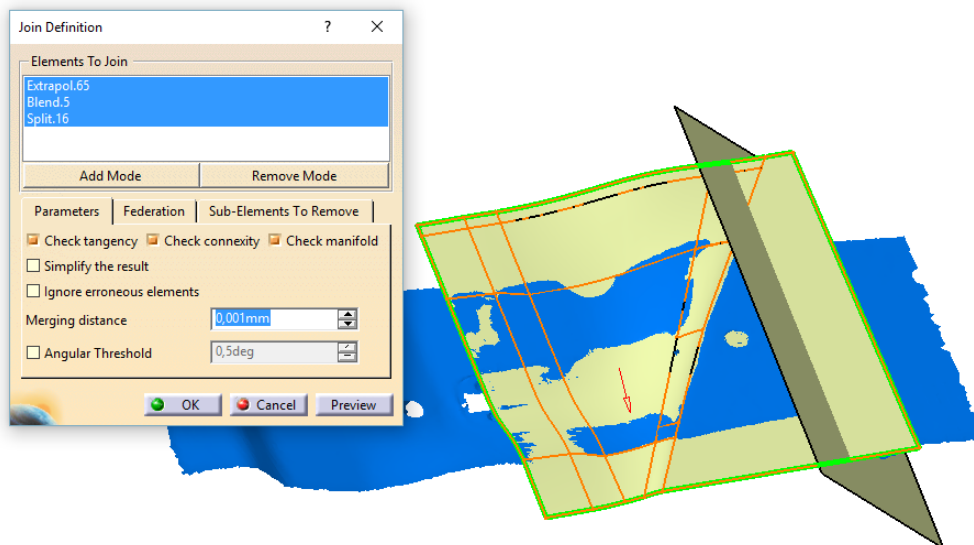 Join Definition ? ×
Elements To Join
Extrapol.65
Blend.5
Split.16
Add Mode Remove Mode
Parameters Federation Sub-Elements To Remove
Check tangency Check connexity Check manifold
Simplify the result
Ignore erroneous elements
Merging distance 0,001mm
Angular Threshold 0,5deg
OK Cancel Preview